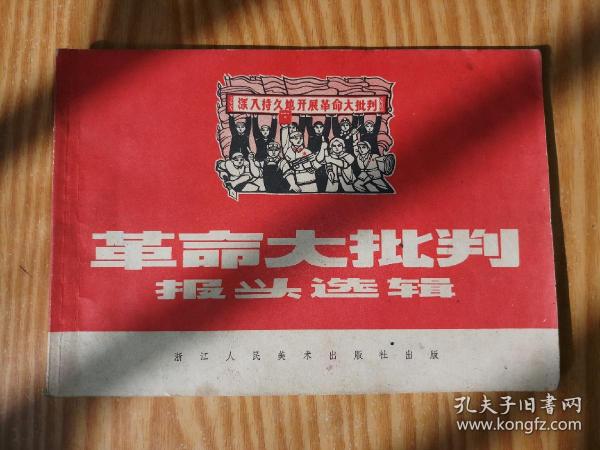 深入持久地开展革命大批判
革命大批判
报头选辑
浙江人民美术出版社出版
孔夫子旧书网
www.kongfz.com